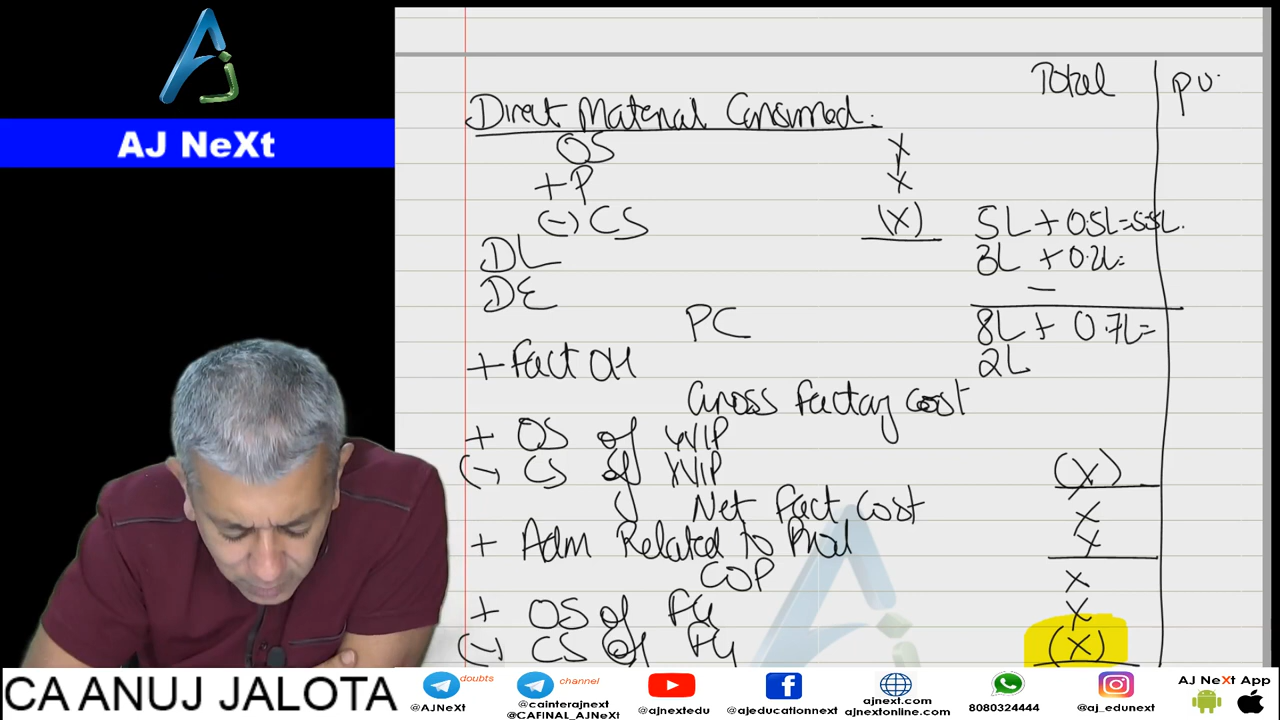 AJ NeXt
Total pu
Direct Material Consumed.
OS x
+P x
(-) CS (x) 5L + 0.5L=5.5L.
DL 3L + 0.2L=
DE —
PC 8L + 0.7L=
+ Fact OH 2L
Gross Factory cost
+ OS of WIP
(-) CS of WIP (x)
Net Fact Cost x
+ Adm Related to Prod x
COP x
+ OS of FG x
(-) CS of FG (x)
CA ANUJ JALOTA
doubts
@AJNeXt
channel
@cainterajnext
@CAFINAL_AJNeXt
@ajnextedu
@ajeducationnext
ajnext.com
ajnextonline.com
8080324444
@aj_edunext
AJ NeXt App